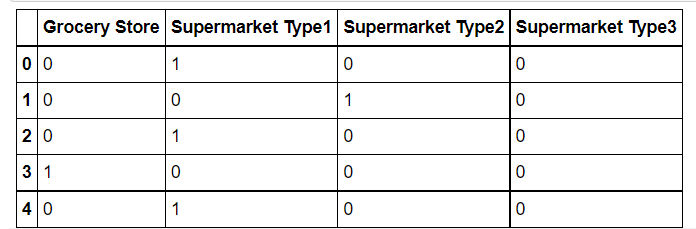 Grocery Store Supermarket Type1 Supermarket Type2 Supermarket Type3
0 0 1 0 0
1 0 0 1 0
2 0 1 0 0
3 1 0 0 0
4 0 1 0 0